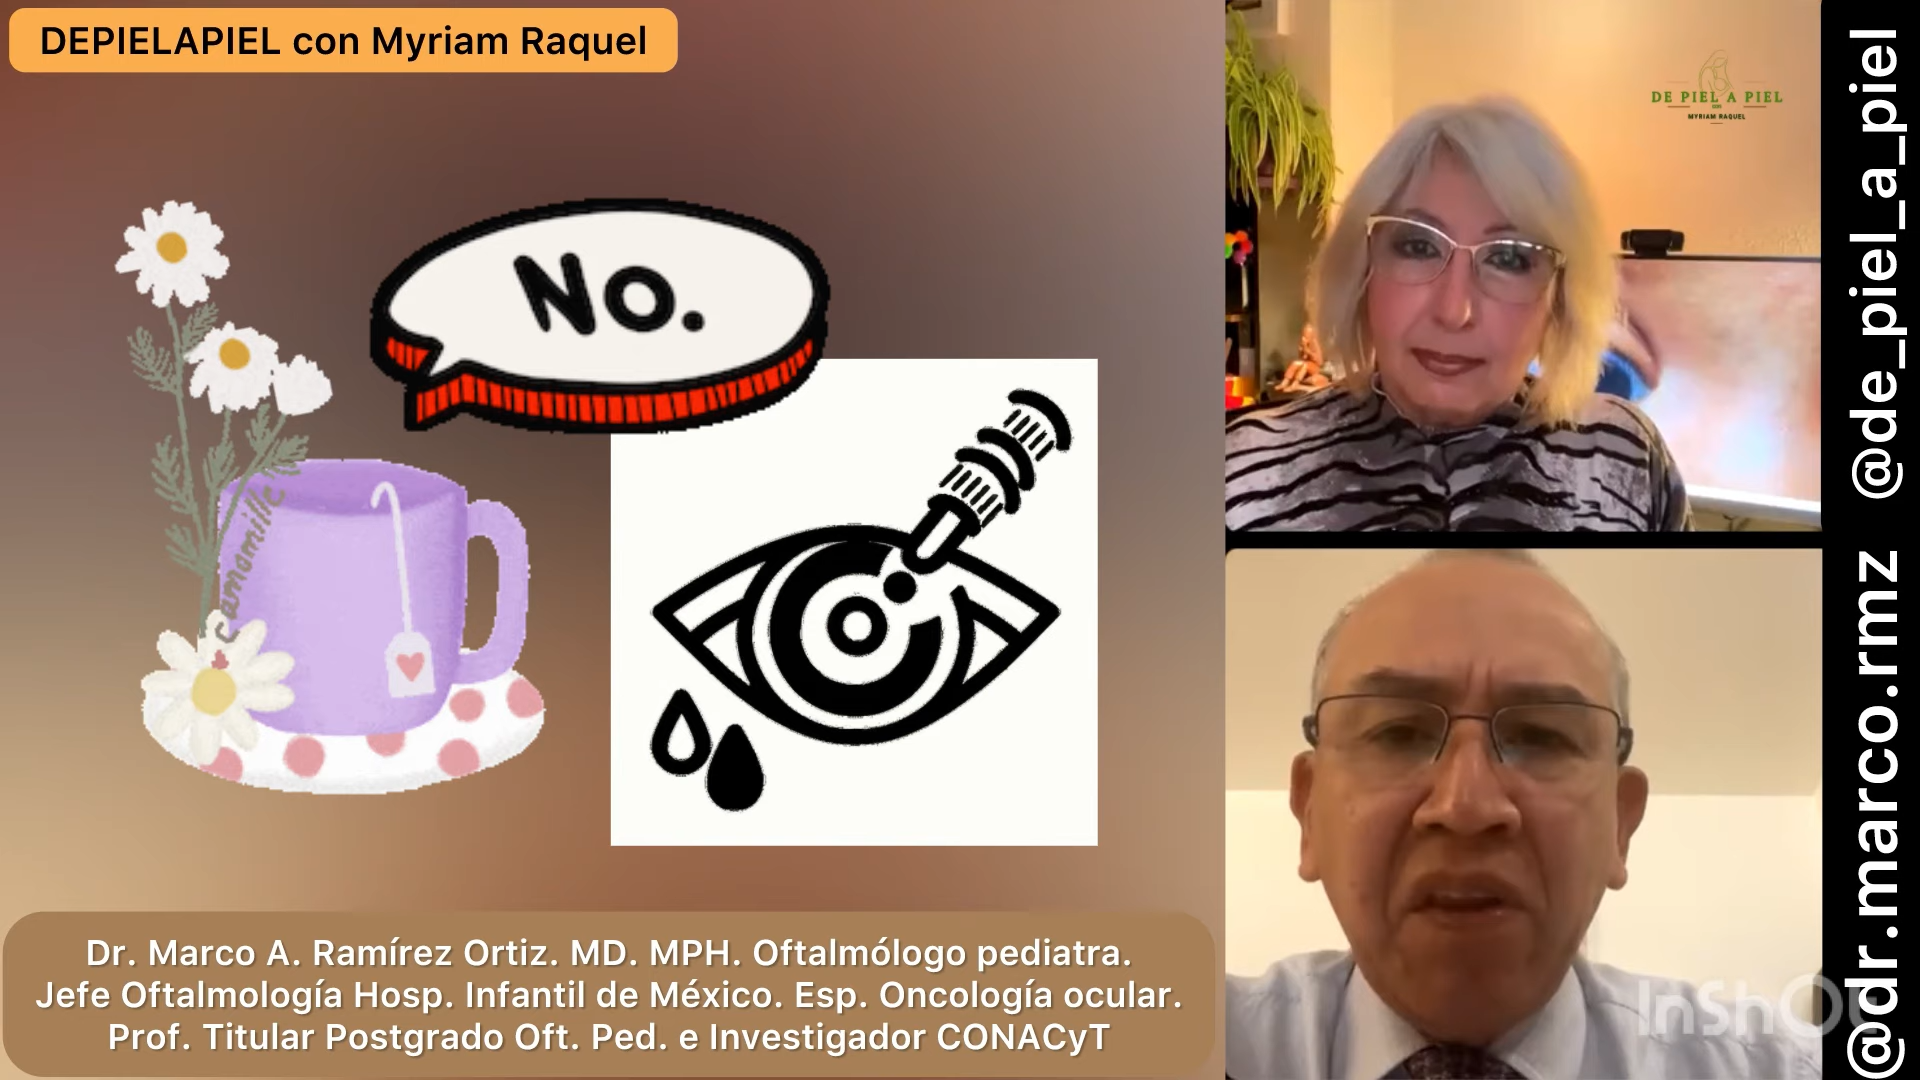 DEPIELAPIEL con Myriam Raquel
No.
camomille
DE PIEL A PIEL
MYRIAM RAQUEL
@de_piel_a_piel
@dr.marco.rmz
Dr. Marco A. Ramírez Ortiz. MD. MPH. Oftalmólogo pediatra.
Jefe Oftalmología Hosp. Infantil de México. Esp. Oncología ocular.
Prof. Titular Postgrado Oft. Ped. e Investigador CONACyT
InShOt